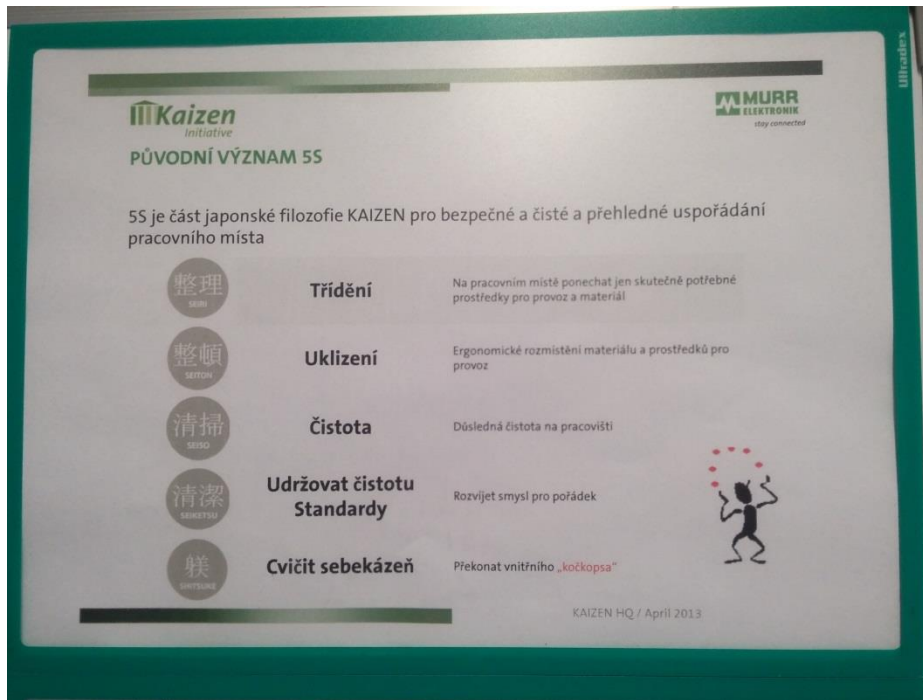 Ultradex
Kaizen
Initiative
MURR
ELEKTRONIK
stay connected
PŮVODNÍ VÝZNAM 5S
5S je část japonské filozofie KAIZEN pro bezpečné a čisté a přehledné uspořádání
pracovního místa
整理
SEIRI
Třídění
Na pracovním místě ponechat jen skutečně potřebné
prostředky pro provoz a materiál
整頓
SEITON
Uklizení
Ergonomické rozmístění materiálu a prostředků pro
provoz
清掃
SEISO
Čistota
Důsledná čistota na pracovišti
清潔
SEIKETSU
Udržovat čistotu
Standardy
Rozvíjet smysl pro pořádek
躾
SHITSUKE
Cvičit sebekázeň
Překonat vnitřního „kočkopsa“
KAIZEN HQ / April 2013